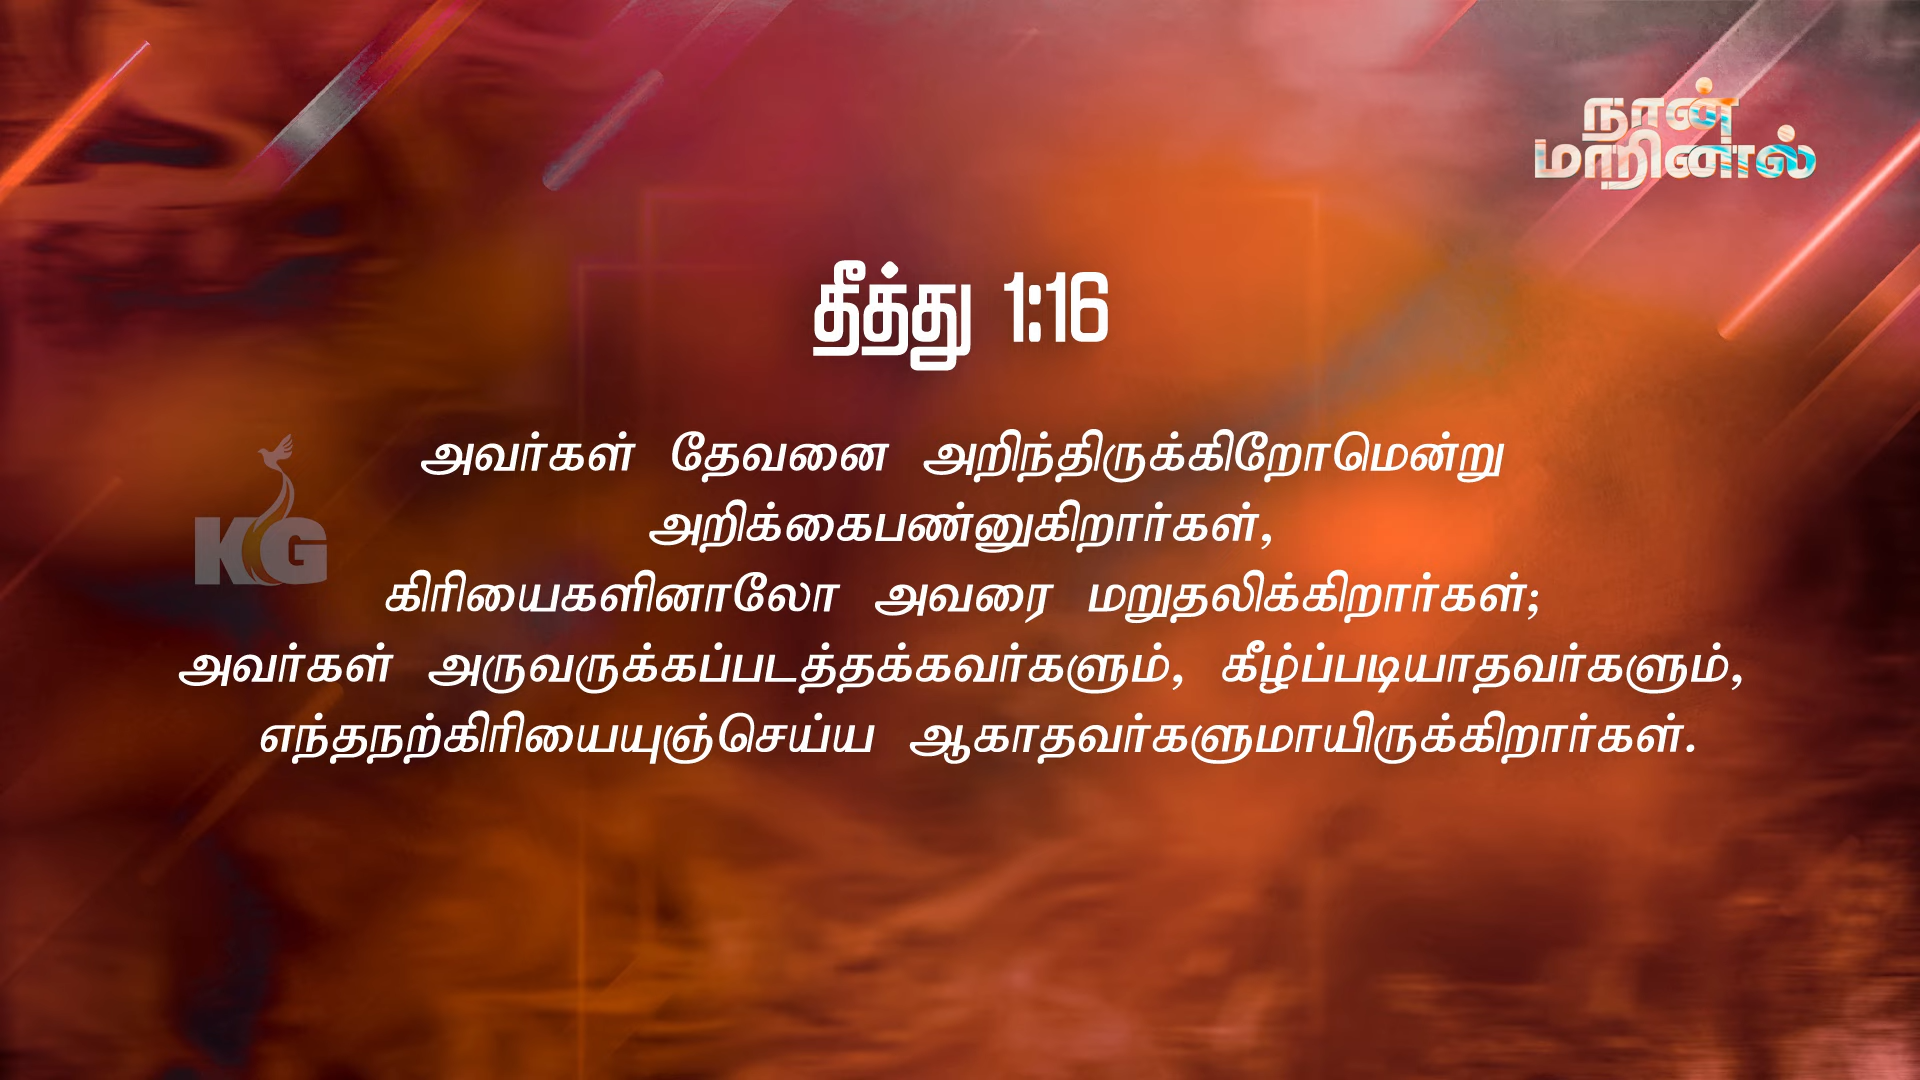 நான்
மாறினால்
தீத்து 1:16
அவர்கள் தேவனை அறிந்திருக்கிறோமென்று
அறிக்கைபண்னுகிறார்கள்,
KG
கிரியைகளினாலோ அவரை மறுதலிக்கிறார்கள்;
அவர்கள் அருவருக்கப்படத்தக்கவர்களும், கீழ்ப்படியாதவர்களும்,
எந்தநற்கிரியையுஞ்செய்ய ஆகாதவர்களுமாயிருக்கிறார்கள்.